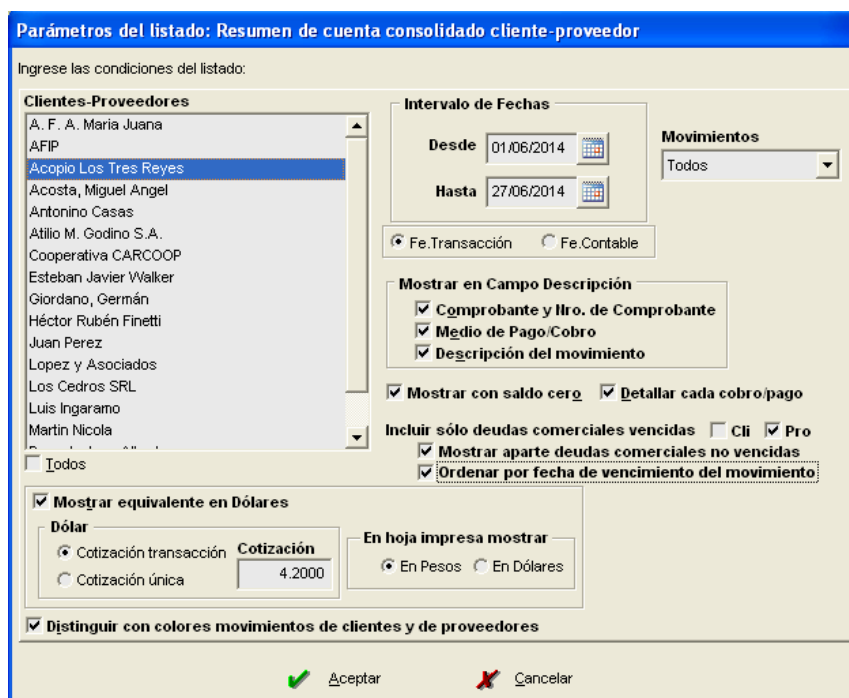 Parámetros del listado: Resumen de cuenta consolidado cliente-proveedor
Ingrese las condiciones del listado:
Clientes-Proveedores
A. F. A. Maria Juana
AFIP
Acopio Los Tres Reyes
Acosta, Miguel Angel
Antonino Casas
Atilio M. Godino S.A.
Cooperativa CARCOOP
Esteban Javier Walker
Giordano, Germán
Héctor Rubén Finetti
Juan Perez
Lopez y Asociados
Los Cedros SRL
Luis Ingaramo
Martin Nicola
Todos
Intervalo de Fechas
Desde 01/06/2014
Hasta 27/06/2014
Movimientos
Todos
Fe.Transacción Fe.Contable
Mostrar en Campo Descripción
Comprobante y Nro. de Comprobante
Medio de Pago/Cobro
Descripción del movimiento
Mostrar con saldo cero Detallar cada cobro/pago
Incluir sólo deudas comerciales vencidas Cli Pro
Mostrar aparte deudas comerciales no vencidas
Ordenar por fecha de vencimiento del movimiento
Mostrar equivalente en Dólares
Dólar
Cotización transacción Cotización
Cotización única 4.2000
En hoja impresa mostrar
En Pesos En Dólares
Distinguir con colores movimientos de clientes y de proveedores
Aceptar Cancelar